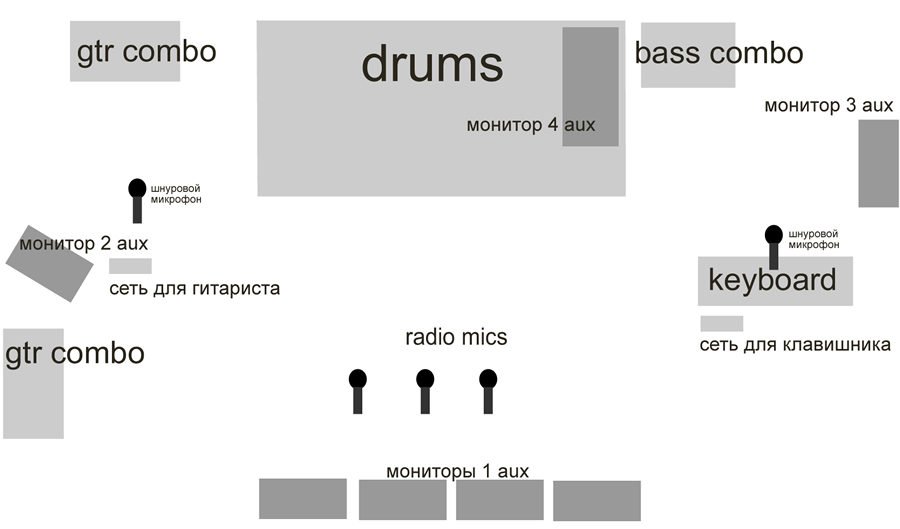 gtr combo
drums
bass combo
монитор 4 aux
монитор 3 aux
шнуровой
микрофон
монитор 2 aux
сеть для гитариста
шнуровой
микрофон
keyboard
сеть для клавишника
gtr combo
radio mics
мониторы 1 aux